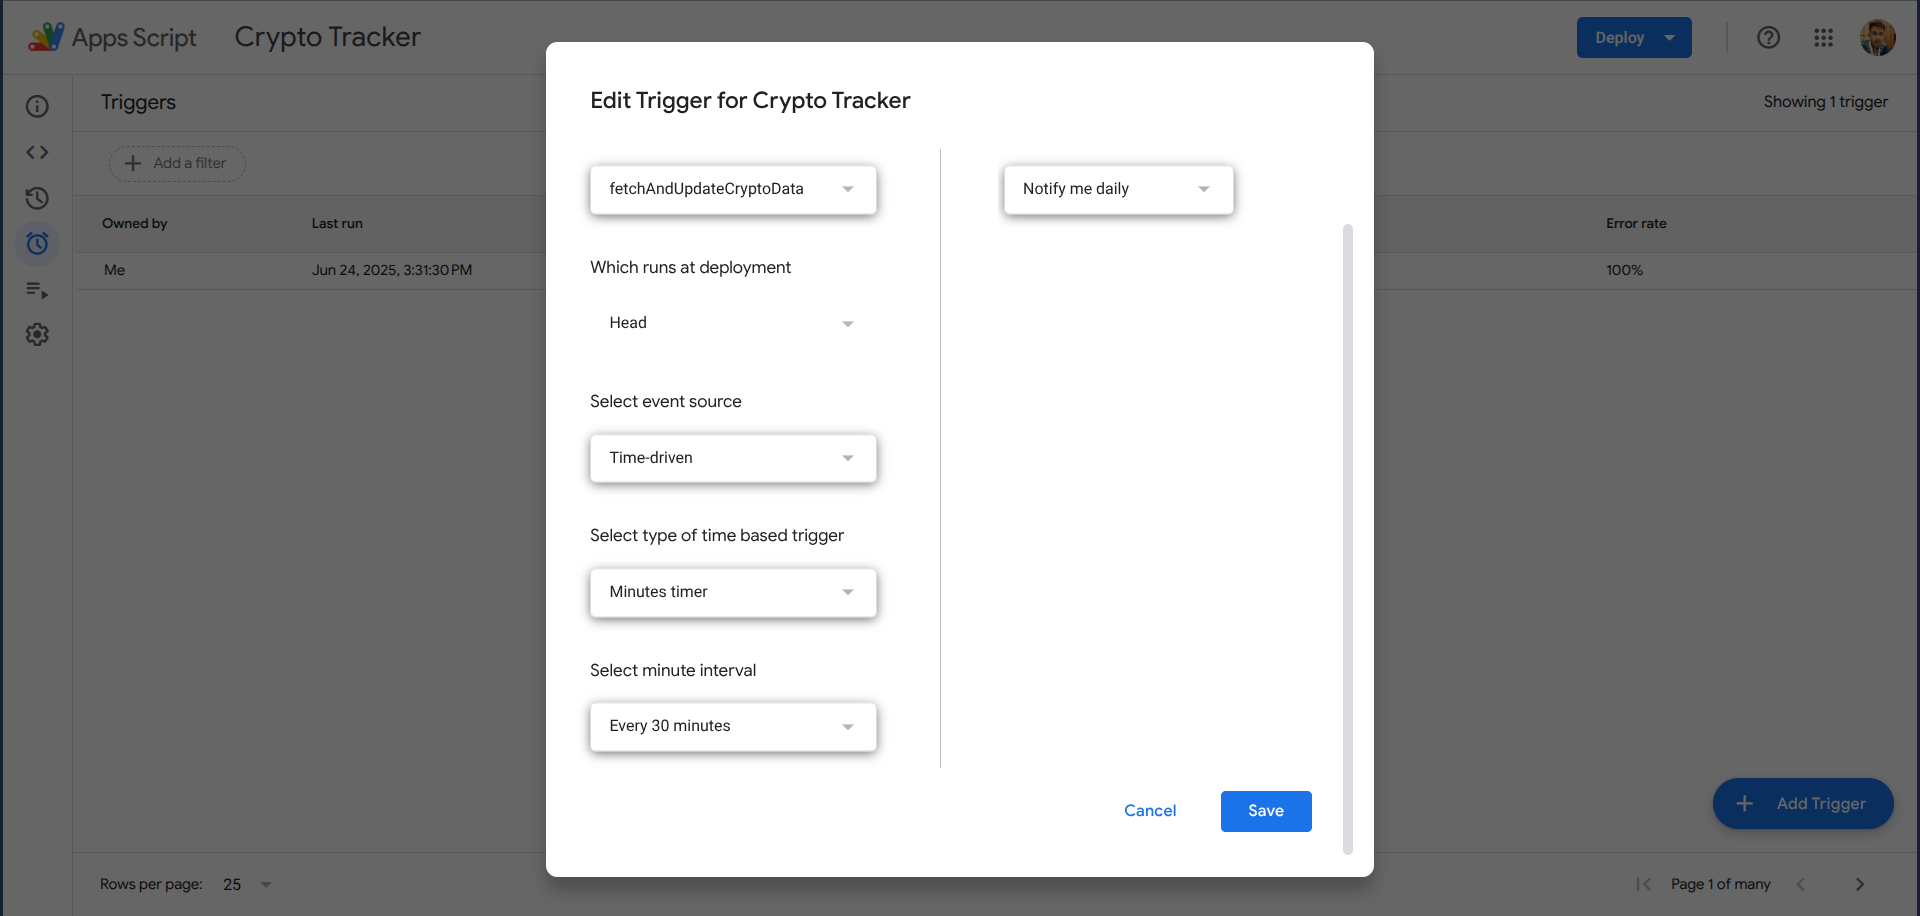 Apps Script
Crypto Tracker
Deploy
Triggers
Showing 1 trigger
Add a filter
Owned by
Last run
Error rate
Me
Jun 24, 2025, 3:31:30 PM
100%
Edit Trigger for Crypto Tracker
fetchAndUpdateCryptoData
Notify me daily
Which runs at deployment
Head
Select event source
Time-driven
Select type of time based trigger
Minutes timer
Select minute interval
Every 30 minutes
Cancel
Save
Add Trigger
Rows per page: 25
Page 1 of many